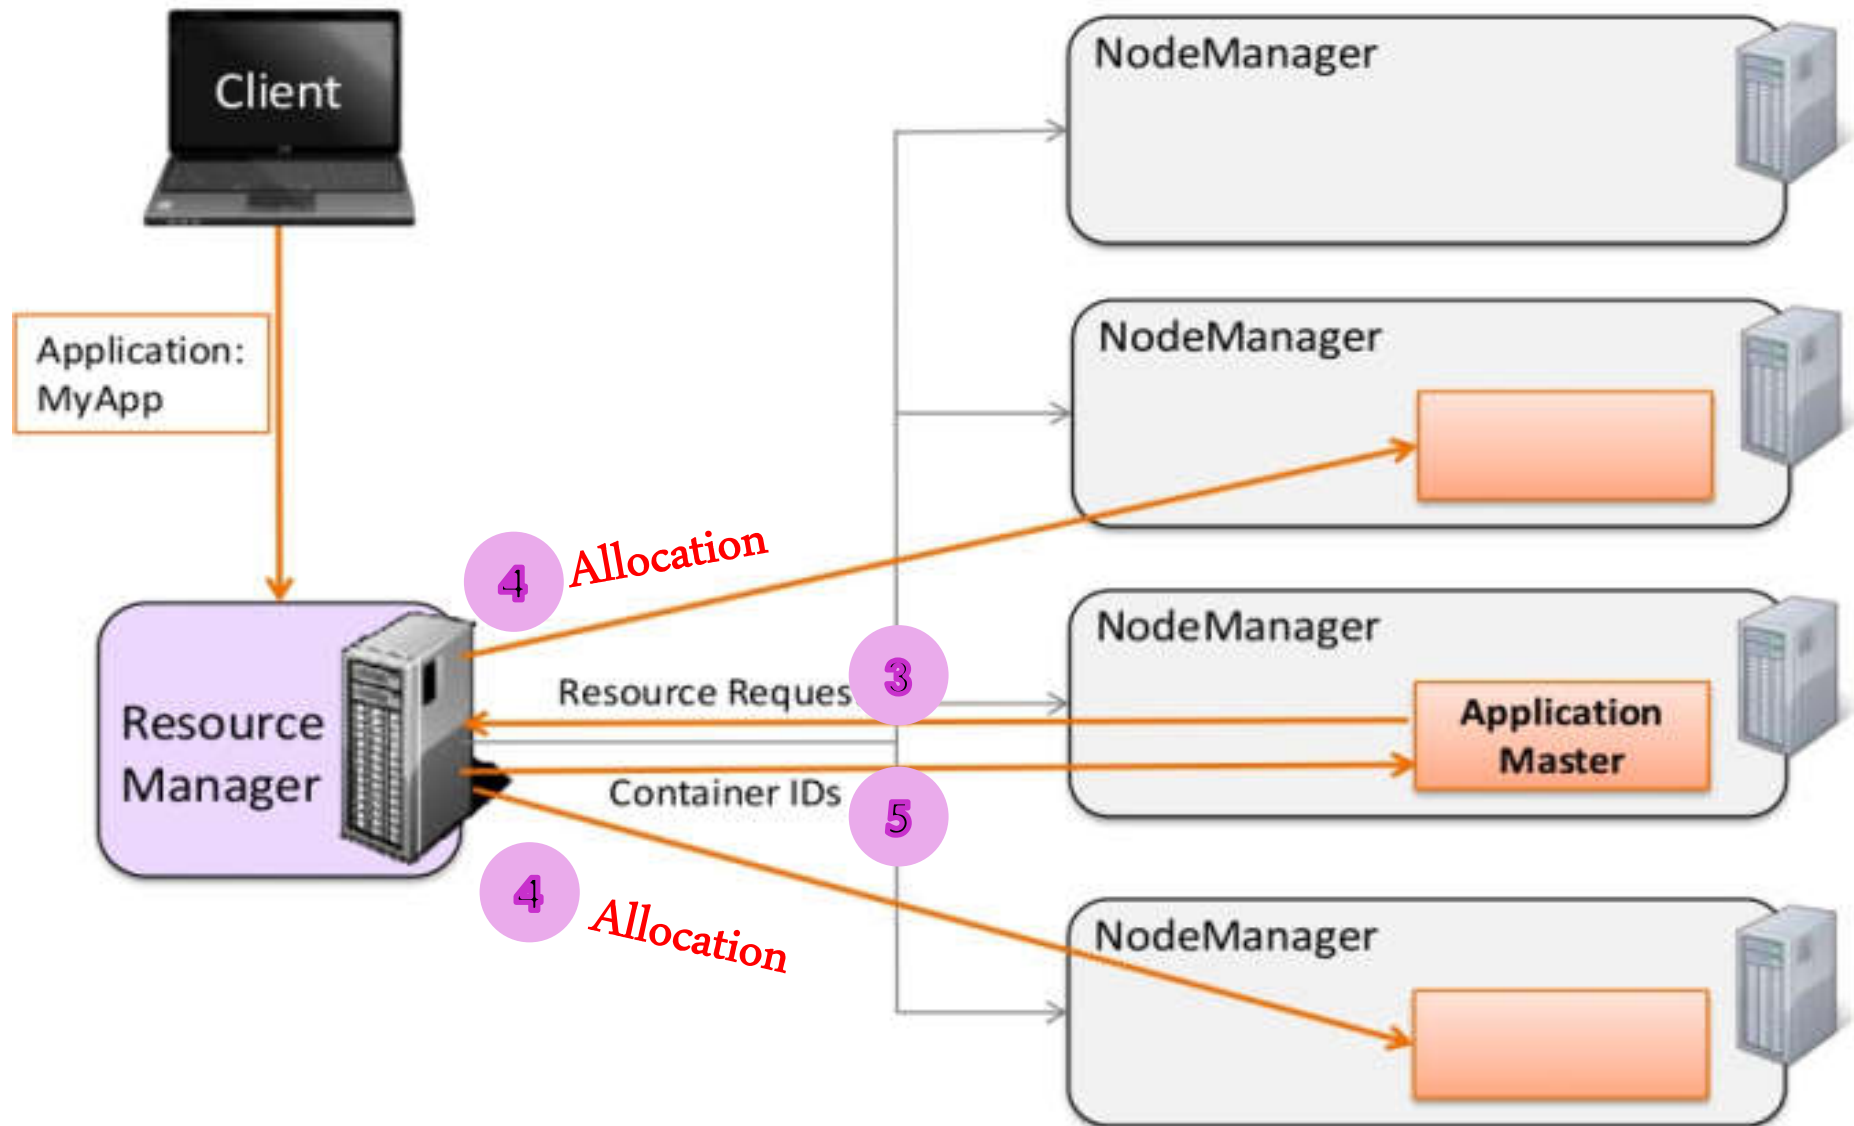 Client
NodeManager
Application:
MyApp
NodeManager
4 Allocation
NodeManager
3
Resource Reques
Application
Master
Resource
Manager
Container IDs
5
4 Allocation
NodeManager